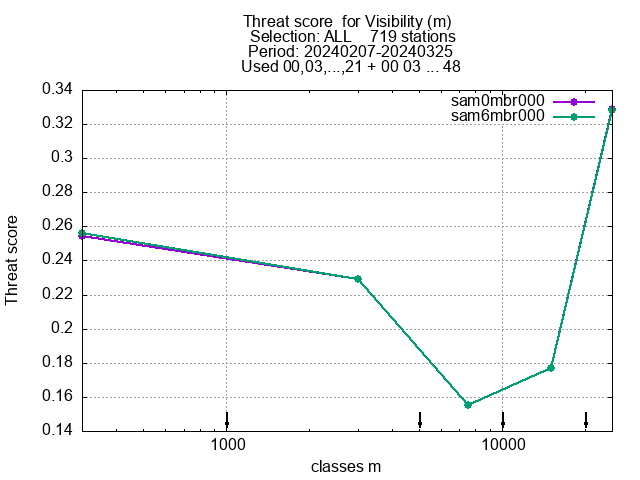 Threat score  for Visibility (m)
Selection: ALL    719 stations
Period: 20240207-20240325
Used 00,03,...,21 + 00 03 ... 48
sam0mbr000
sam6mbr000
0.34
0.32
0.3
0.28
0.26
0.24
0.22
0.2
0.18
0.16
0.14
Threat score
1000
10000
classes m